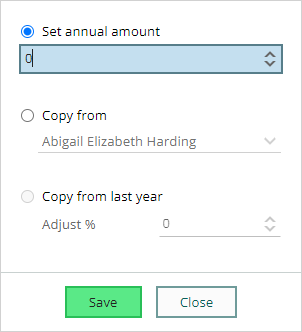 Set annual amount
0
Copy from
Abigail Elizabeth Harding
Copy from last year
Adjust % 0
Save Close